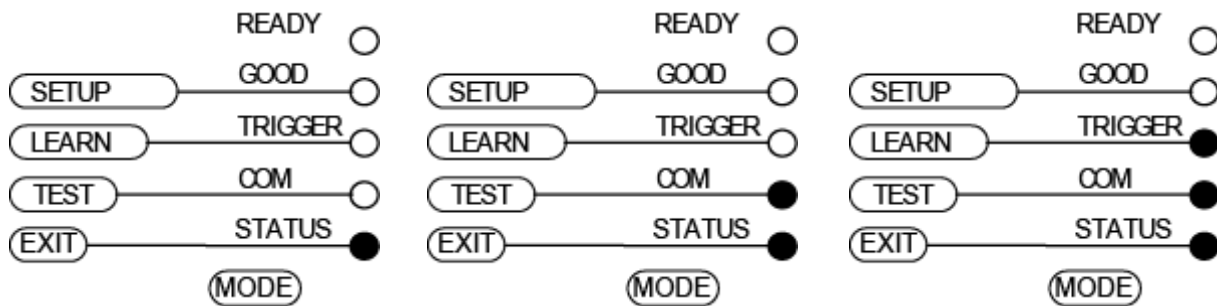 READY
SETUP GOOD
LEARN TRIGGER
TEST COM
EXIT STATUS
MODE
READY
SETUP GOOD
LEARN TRIGGER
TEST COM
EXIT STATUS
MODE
READY
SETUP GOOD
LEARN TRIGGER
TEST COM
EXIT STATUS
MODE